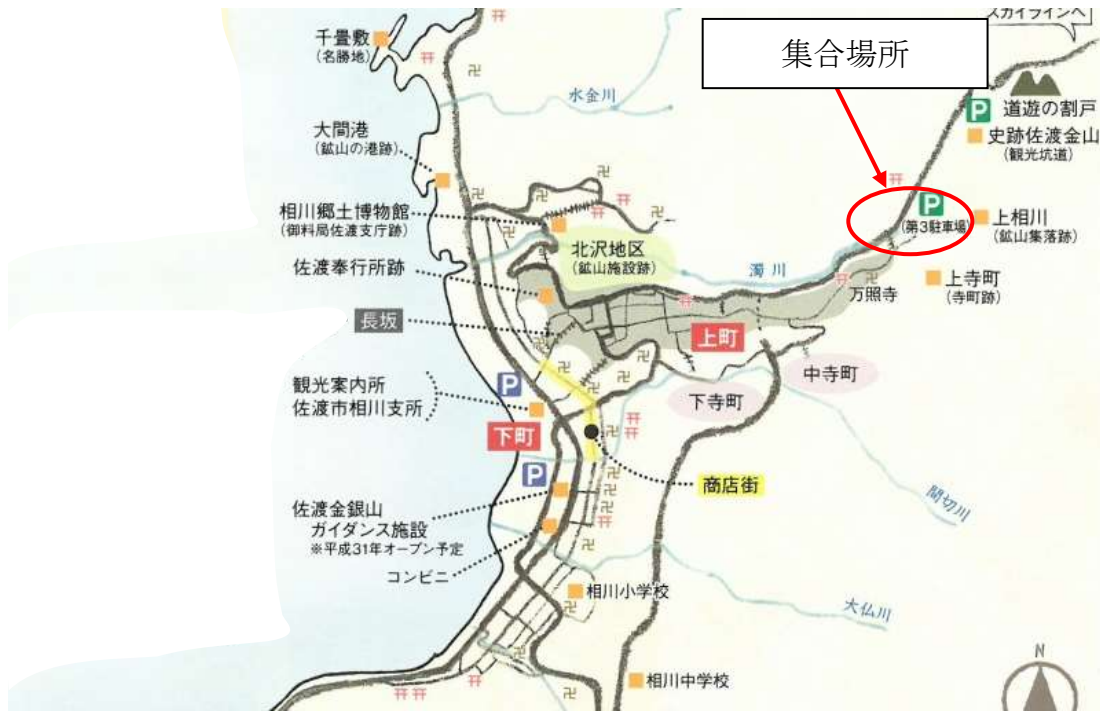 スカイラインへ
集合場所
千畳敷
(名勝地)
水金川
P
道遊の割戸
史跡佐渡金山
(観光坑道)
大間港
(鉱山の港跡)
相川郷土博物館
(御料局佐渡支庁跡)
P
(第3駐車場)
上相川
(鉱山集落跡)
北沢地区
(鉱山施設跡)
濁川
佐渡奉行所跡
万照寺
上寺町
(寺町跡)
長坂
上町
中寺町
下寺町
観光案内所
佐渡市相川支所
P
下町
P
商店街
間切川
佐渡金銀山
ガイダンス施設
※平成31年オープン予定
コンビニ
相川小学校
大仏川
相川中学校
N